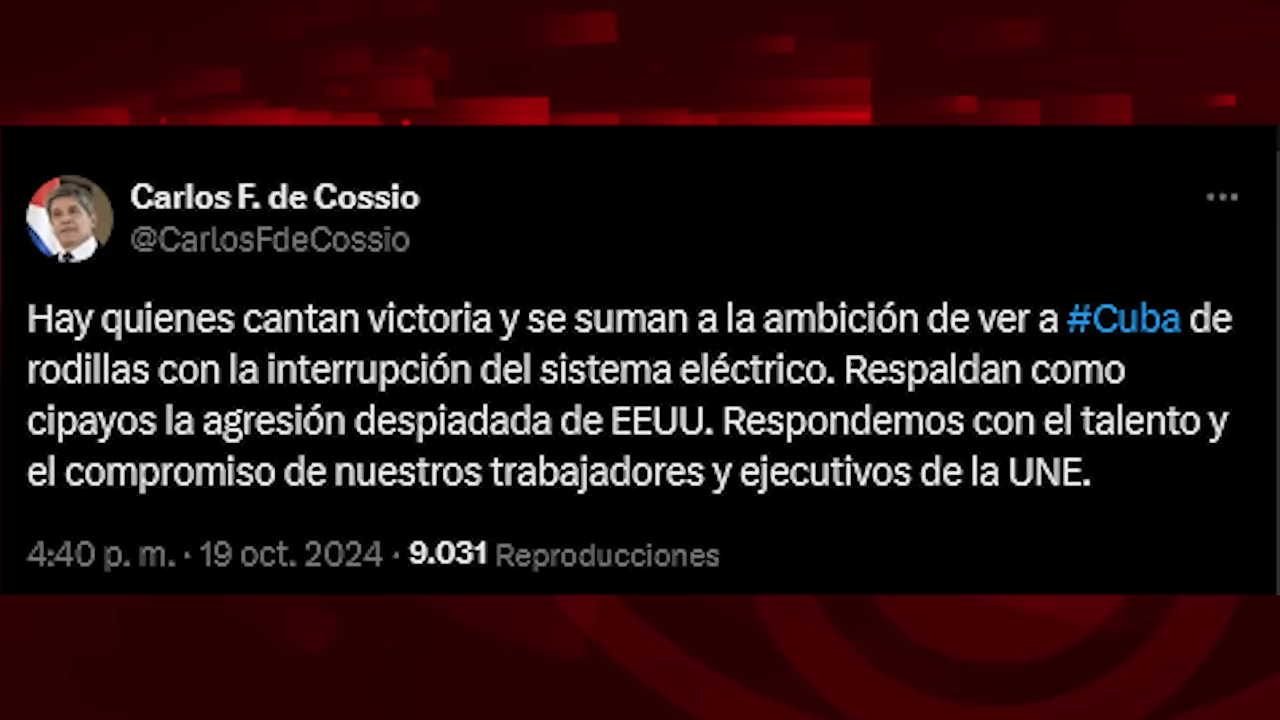 Carlos F. de Cossio
@CarlosFdeCossio
Hay quienes cantan victoria y se suman a la ambición de ver a #Cuba de
rodillas con la interrupción del sistema eléctrico. Respaldan como
cipayos la agresión despiadada de EEUU. Respondemos con el talento y
el compromiso de nuestros trabajadores y ejecutivos de la UNE.
4:40 p. m. · 19 oct. 2024 · 9.031 Reproducciones